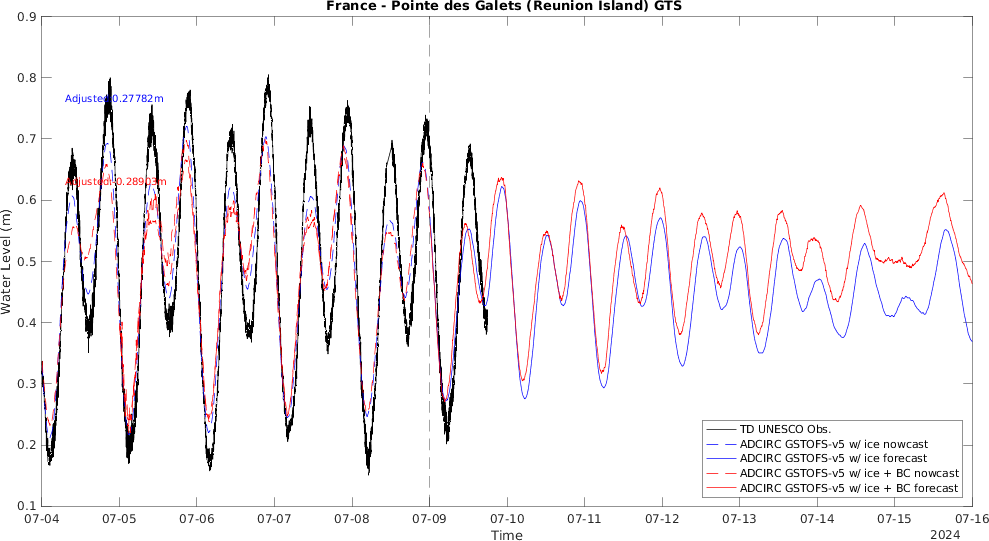 France - Pointe des Galets (Reunion Island) GTS
0.9
0.8
0.7
0.6
0.5
0.4
0.3
0.2
0.1
Water Level (m)
Adjusted 0.27782m
Adjusted 0.28903m
TD UNESCO Obs.
ADCIRC GSTOFS-v5 w/ ice nowcast
ADCIRC GSTOFS-v5 w/ ice forecast
ADCIRC GSTOFS-v5 w/ ice + BC nowcast
ADCIRC GSTOFS-v5 w/ ice + BC forecast
07-04 07-05 07-06 07-07 07-08 07-09 07-10 07-11 07-12 07-13 07-14 07-15 07-16
Time
2024